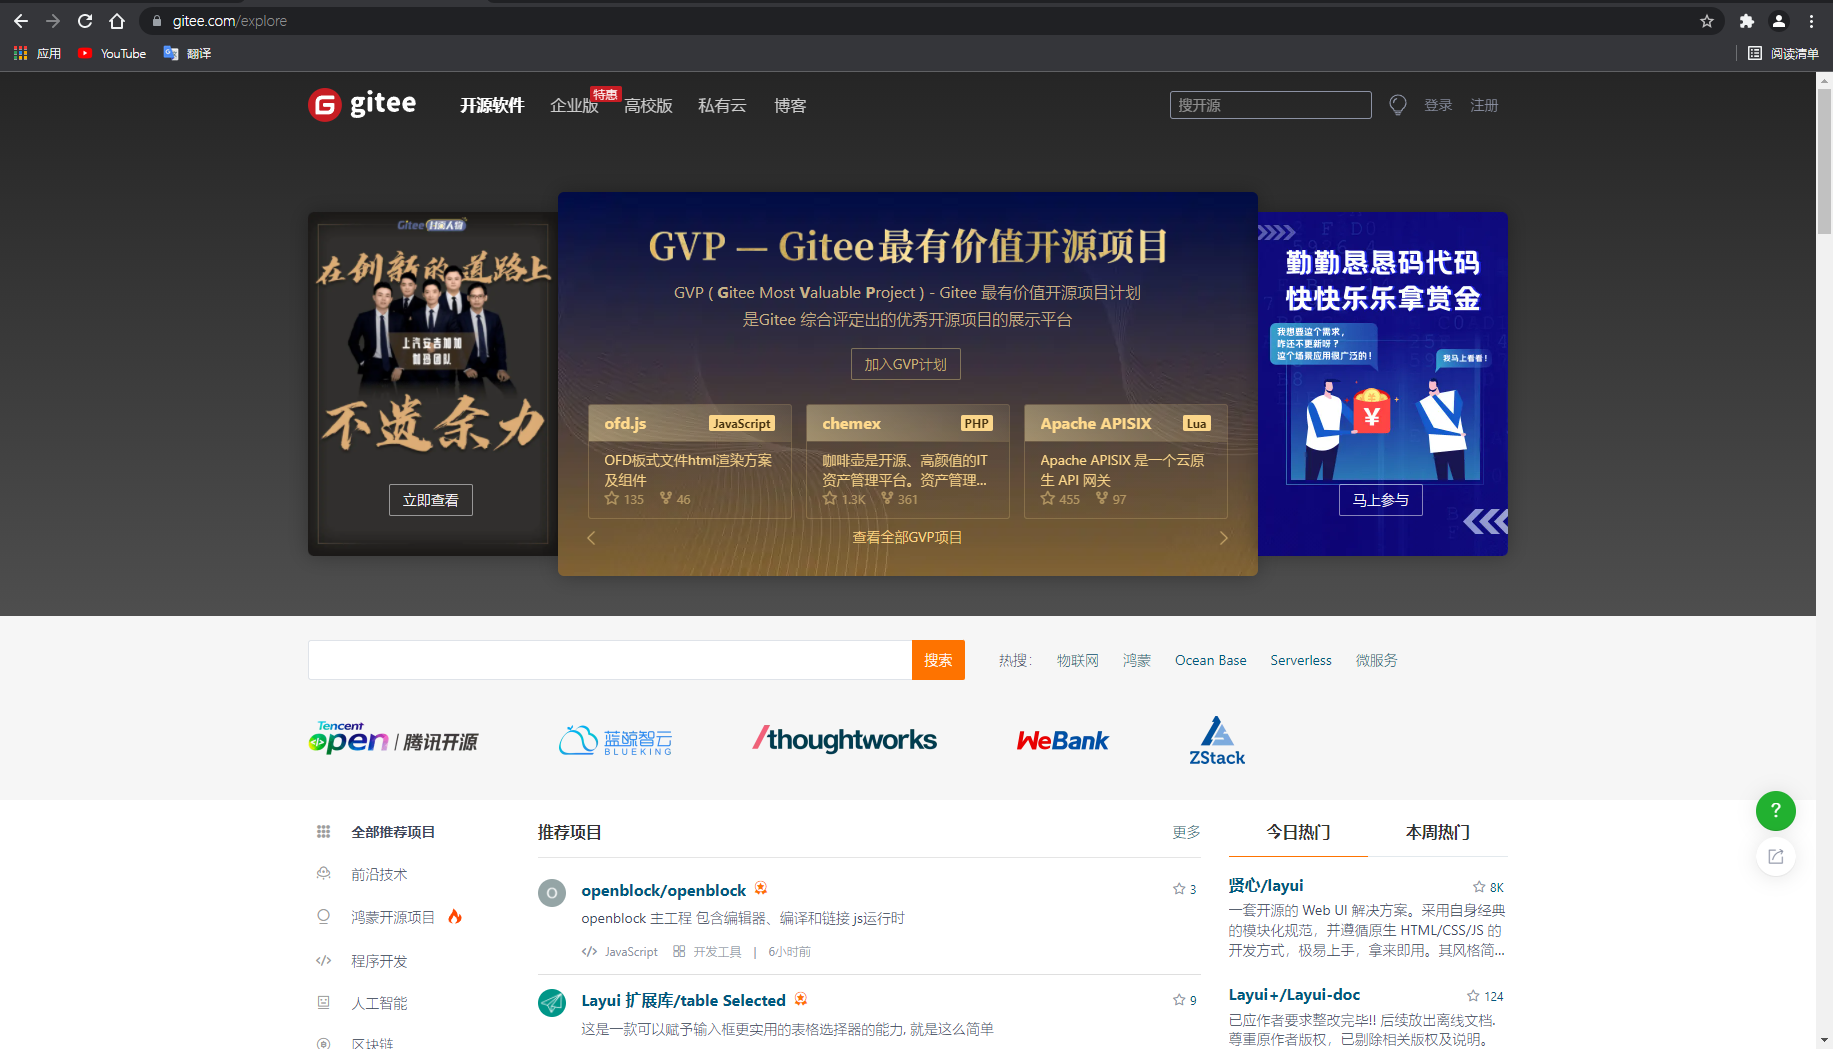 gitee.com/explore
应用
YouTube
翻译
阅读清单
gitee
开源软件
企业版
特惠
高校版
私有云
博客
搜开源
登录
注册
Gitee 封面人物
在创新的道路上
上汽安吉加加
不遗余力
立即查看
GVP — Gitee最有价值开源项目
GVP ( Gitee Most Valuable Project ) - Gitee 最有价值开源项目计划
是Gitee 综合评定出的优秀开源项目的展示平台
加入GVP计划
ofd.js
JavaScript
OFD板式文件html渲染方案
及组件
135
46
chemex
PHP
咖啡壶是开源、高颜值的IT
资产管理平台。资产管理...
1.3K
361
Apache APISIX
Lua
Apache APISIX 是一个云原
生 API 网关
455
97
查看全部GVP项目
勤勤恳恳码代码
快快乐乐拿赏金
我想要这个需求，
咋还不更新呀？
这个场景应用很广泛的！
我马上看看！
¥
马上参与
搜索
热搜：
物联网
鸿蒙
Ocean Base
Serverless
微服务
Tencent
open
腾讯开源
蓝鲸智云
BLUEKING
/thoughtworks
WeBank
ZStack
全部推荐项目
前沿技术
鸿蒙开源项目
程序开发
人工智能
区块链
推荐项目
更多
O
openblock/openblock
3
openblock 主工程 包含编辑器、编译和链接 js运行时
JavaScript
开发工具
|
6小时前
Layui 扩展库/table Selected
9
这是一款可以赋予输入框更实用的表格选择器的能力, 就是这么简单
今日热门
本周热门
贤心/layui
8K
一套开源的 Web UI 解决方案。采用自身经典
的模块化规范，并遵循原生 HTML/CSS/JS 的
开发方式，极易上手，拿来即用。其风格简...
Layui+/Layui-doc
124
已应作者要求整改完毕!! 后续放出离线文档.
尊重原作者版权，已剔除相关版权及说明。
?